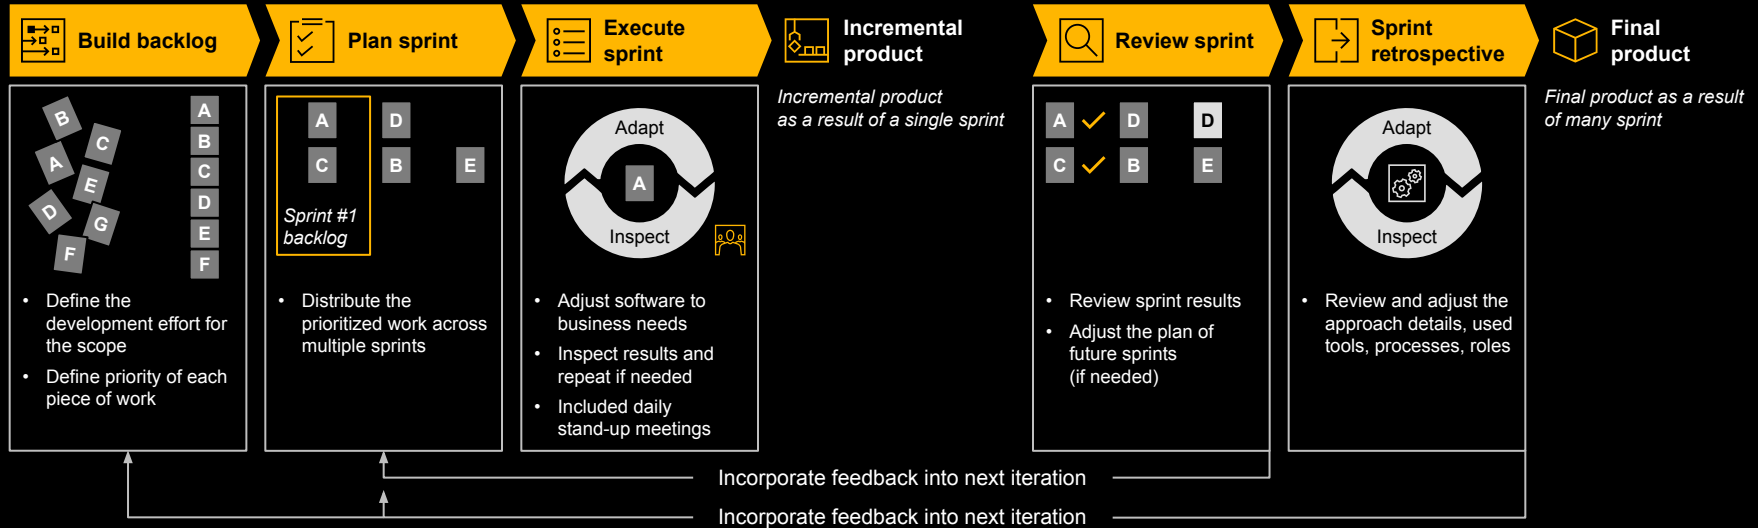 Build backlog
Plan sprint
Execute
sprint
Incremental
product
Review sprint
Sprint
retrospective
Final
product
B
C
A
E
D
G
F
A
B
C
D
E
F
• Define the
development effort for
the scope
• Define priority of each
piece of work
A
D
C
B
E
Sprint #1
backlog
• Distribute the
prioritized work across
multiple sprints
Adapt
A
Inspect
• Adjust software to
business needs
• Inspect results and
repeat if needed
• Included daily
stand-up meetings
Incremental product
as a result of a single sprint
A
D
D
C
B
E
• Review sprint results
• Adjust the plan of
future sprints
(if needed)
Adapt
Inspect
• Review and adjust the
approach details, used
tools, processes, roles
Final product as a result
of many sprint
Incorporate feedback into next iteration
Incorporate feedback into next iteration